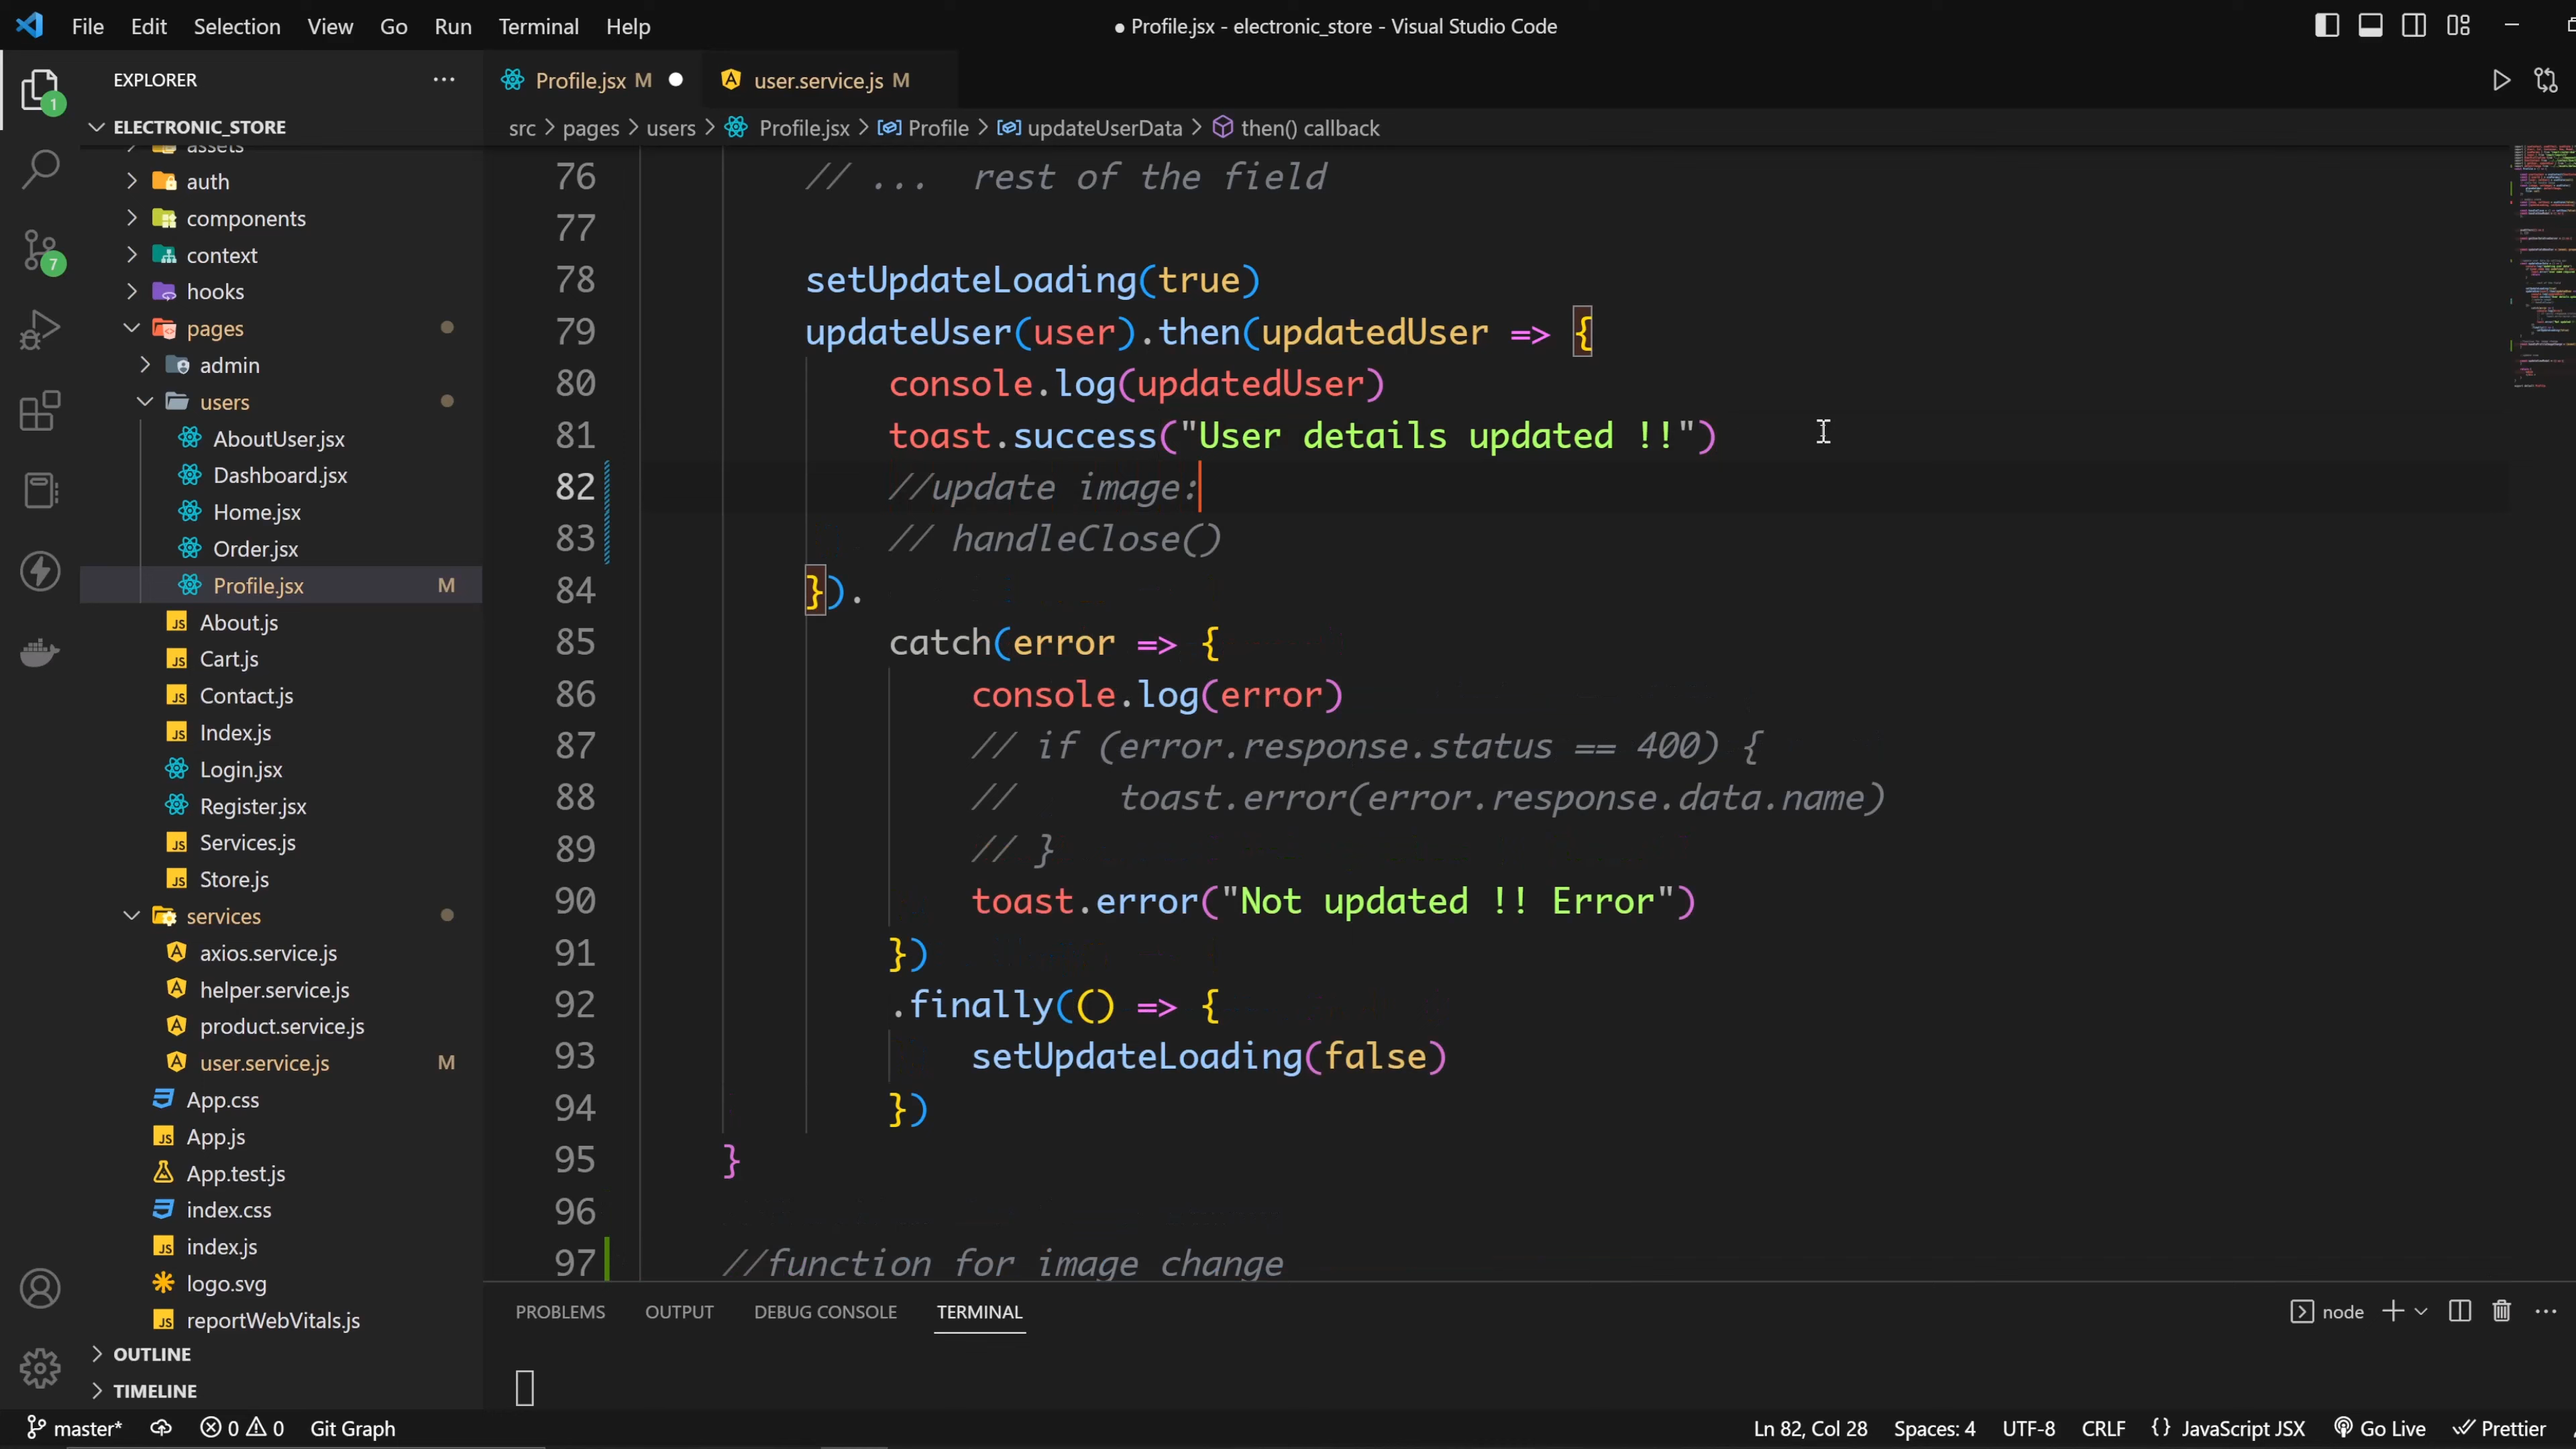 File Edit Selection View Go Run Terminal Help
● Profile.jsx - electronic_store - Visual Studio Code
EXPLORER ...
Profile.jsx M
user.service.js M
src > pages > users > Profile.jsx > Profile > updateUserData > then() callback
1
7
ELECTRONIC_STORE
assets
auth
components
context
hooks
pages
admin
users
AboutUser.jsx
Dashboard.jsx
Home.jsx
Order.jsx
Profile.jsx M
About.js
Cart.js
Contact.js
Index.js
Login.jsx
Register.jsx
Services.js
Store.js
services
axios.service.js
helper.service.js
product.service.js
user.service.js M
App.css
App.js
App.test.js
index.css
index.js
logo.svg
reportWebVitals.js
OUTLINE
TIMELINE
76 // ... rest of the field
77
78 setUpdateLoading(true)
79 updateUser(user).then(updatedUser => {
80 console.log(updatedUser)
81 toast.success("User details updated !!")
82 //update image:
83 // handleClose()
84 }).
85 catch(error => {
86 console.log(error)
87 // if (error.response.status == 400) {
88 // toast.error(error.response.data.name)
89 // }
90 toast.error("Not updated !! Error")
91 })
92 .finally(() => {
93 setUpdateLoading(false)
94 })
95 }
96
97 //function for image change
PROBLEMS OUTPUT DEBUG CONSOLE TERMINAL
node
master* 0 0 Git Graph
Ln 82, Col 28 Spaces: 4 UTF-8 CRLF {} JavaScript JSX Go Live Prettier